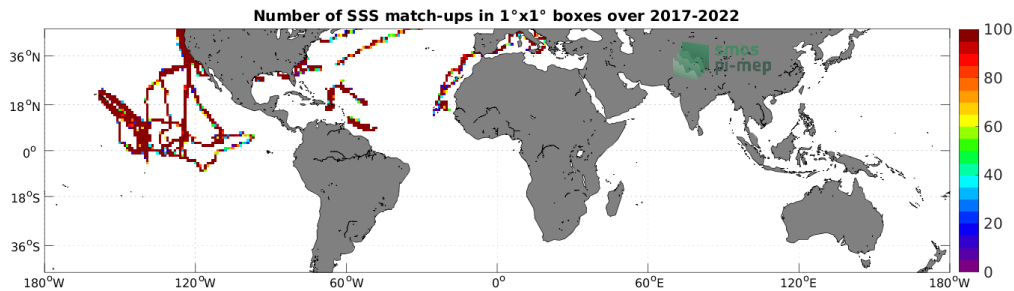 Number of SSS match-ups in 1°x1° boxes over 2017-2022
smos
pi-mep
36°N
18°N
0°
18°S
36°S
180°W
120°W
60°W
0°
60°E
120°E
180°W
100
80
60
40
20
0